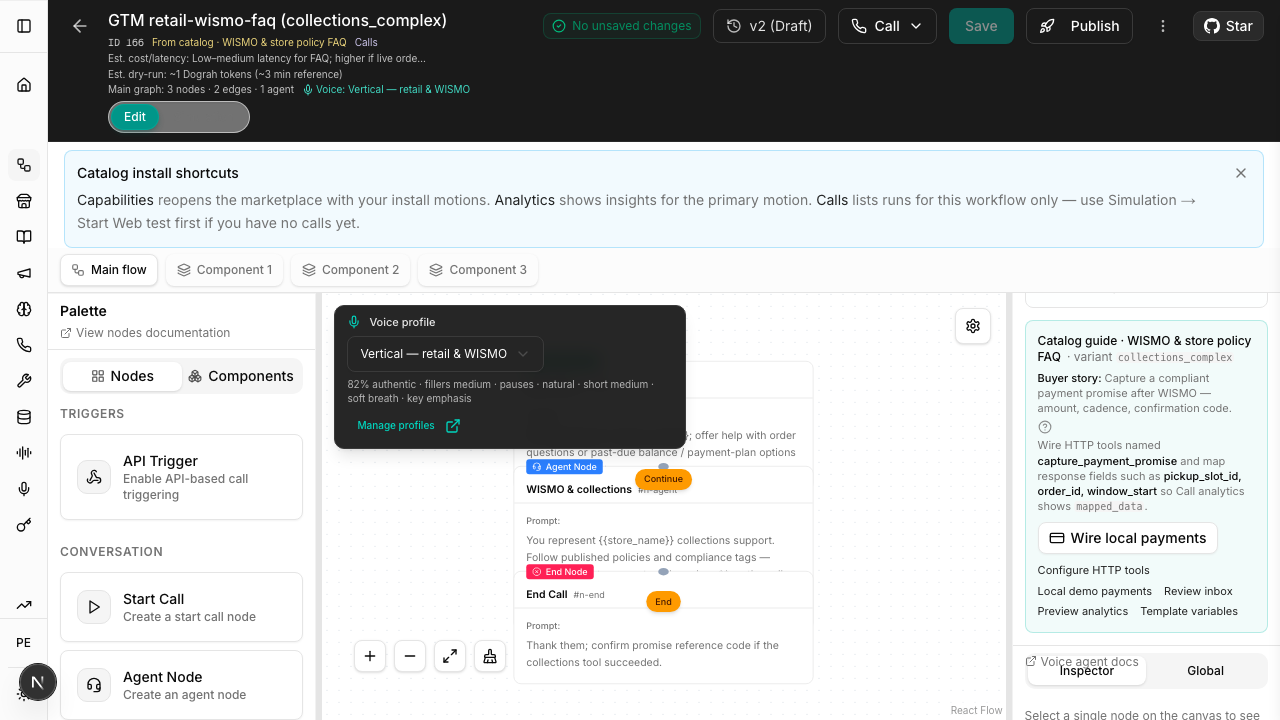 GTM retail-wismo-faq (collections_complex)
ID 166 From catalog · WISMO & store policy FAQ Calls
Est. cost/latency: Low–medium latency for FAQ; higher if live orde…
Est. dry-run: ~1 Dograh tokens (~3 min reference)
Main graph: 3 nodes · 2 edges · 1 agent Voice: Vertical — retail & WISMO
Edit
No unsaved changes
v2 (Draft)
Call
Save
Publish
Star
Catalog install shortcuts
Capabilities reopens the marketplace with your install motions. Analytics shows insights for the primary motion. Calls lists runs for this workflow only — use Simulation →
Start Web test first if you have no calls yet.
Main flow
Component 1
Component 2
Component 3
Palette
View nodes documentation
Nodes
Components
TRIGGERS
API Trigger
Enable API-based call
triggering
CONVERSATION
Start Call
Create a start call node
Agent Node
Create an agent node
PE
N
Voice profile
Vertical — retail & WISMO
82% authentic · fillers medium · pauses · natural · short medium ·
soft breath · key emphasis
Manage profiles
; offer help with order
questions or past-due balance / payment-plan options
Agent Node
Continue
WISMO & collections #n-agent
Prompt:
You represent {{store_name}} collections support.
Follow published policies and compliance tags —
End Node
End Call #n-end
End
Prompt:
Thank them; confirm promise reference code if the
collections tool succeeded.
React Flow
Catalog guide · WISMO & store policy
FAQ · variant collections_complex
Buyer story: Capture a compliant
payment promise after WISMO —
amount, cadence, confirmation code.
Wire HTTP tools named
capture_payment_promise and map
response fields such as pickup_slot_id,
order_id, window_start so Call analytics
shows mapped_data.
Wire local payments
Configure HTTP tools
Local demo payments Review inbox
Preview analytics Template variables
Voice agent docs
Inspector
Global
Select a single node on the canvas to see